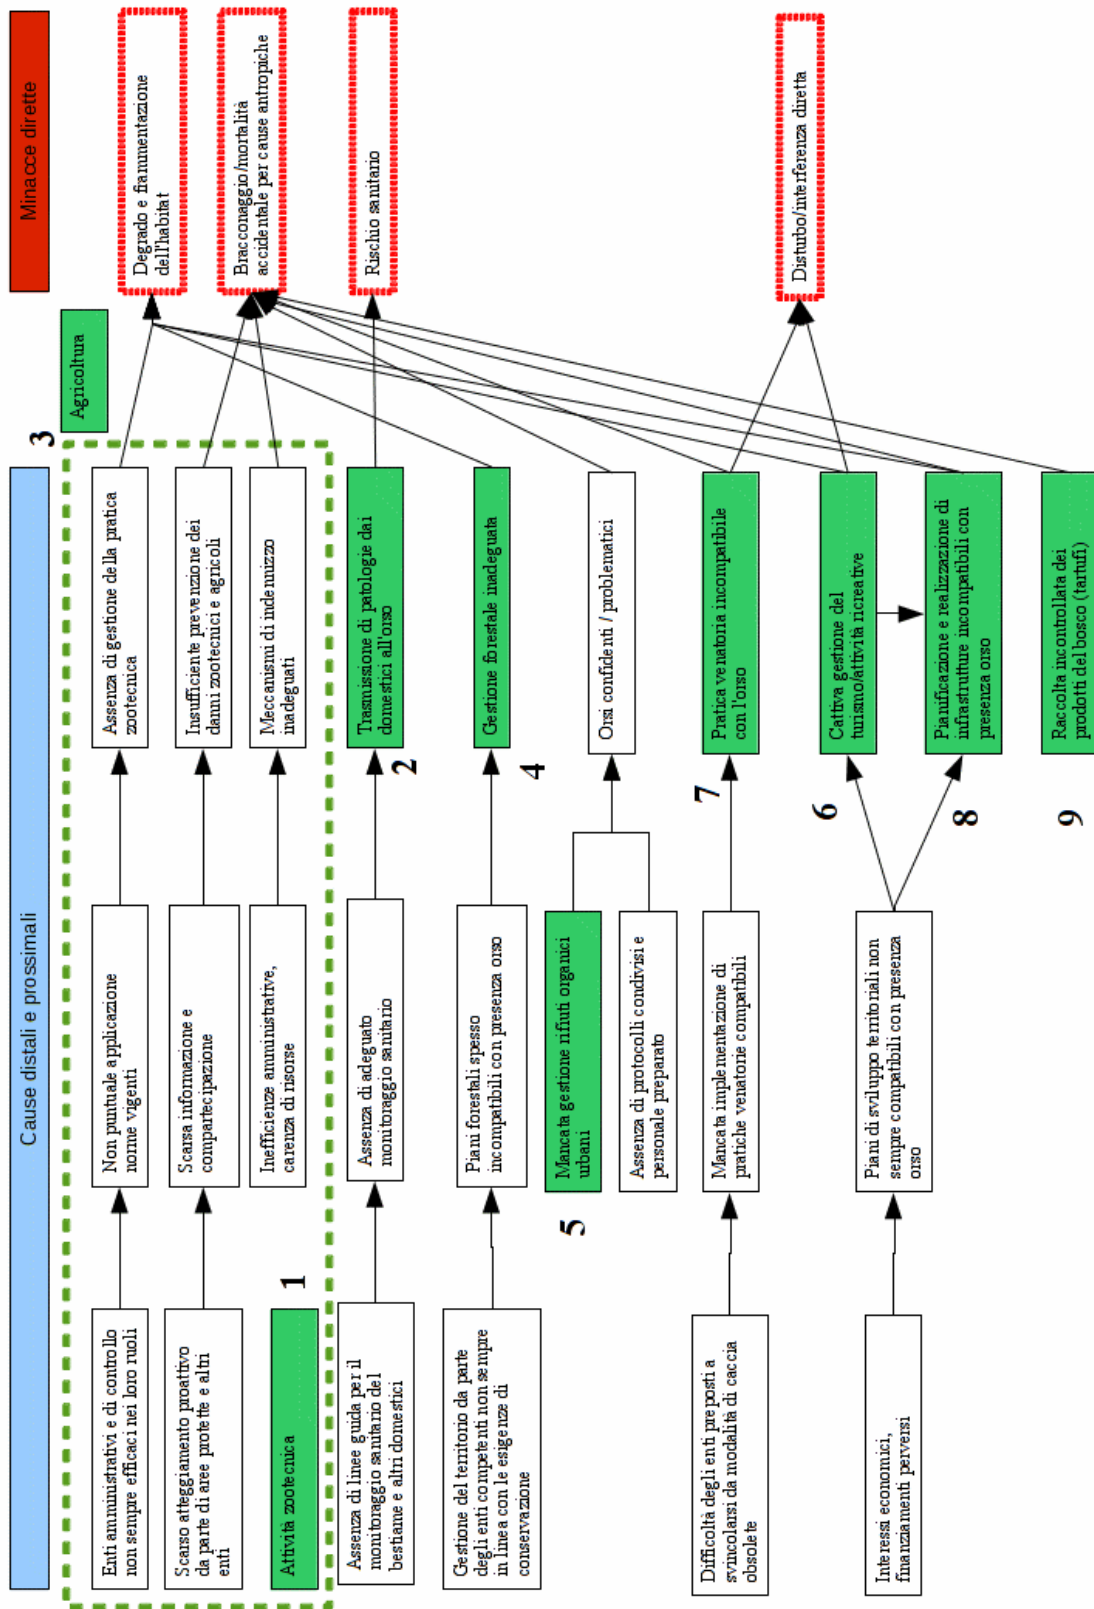 Cause distali e prossimali
Minacce dirette
3
Agricoltura
Enti amministrativi e di controllo
non sempre efficaci nei loro ruoli
Non puntuale applicazione
norme vigenti
Assenza di gestione della pratica
zootecnica
Degrado e frammentazione
dell'habitat
Scarso atteggiamento proattivo
da parte di aree protette e altri
enti
Scarsa informazione e
compartecipazione
Insufficiente prevenzione dei
danni zootecnici e agricoli
Bracconaggio/mortalità
accidentale per cause antropiche
Attività zootecnica
1
Inefficienze amministrative,
carenza di risorse
Meccanismi di indennizzo
inadeguati
Assenza di linee guida per il
monitoraggio sanitario del
bestiame e altri domestici
Assenza di adeguato
monitoraggio sanitario
2
Trasmissione di patologie dai
domestici all'orso
Rischio sanitario
Gestione del territorio da parte
degli enti competenti non sempre
in linea con le esigenze di
conservazione
Piani forestali spesso
incompatibili con presenza orso
4
Gestione forestale inadeguata
5
Mancata gestione rifiuti organici
urbani
Assenza di protocolli condivisi e
personale preparato
Orsi confidenti / problematici
Difficoltà degli enti preposti a
svincolarsi da modalità di caccia
obsolete
Mancata implementazione di
pratiche venatorie compatibili
7
Pratica venatoria incompatibile
con l'orso
Disturbo/interferenza diretta
Interessi economici,
finanziamenti perversi
Piani di sviluppo territoriali non
sempre compatibili con presenza
orso
6
Cattiva gestione del
turismo/attività ricreative
8
Pianificazione e realizzazione di
infrastrutture incompatibili con
presenza orso
9
Raccolta incontrollata dei
prodotti del bosco (tartufi)